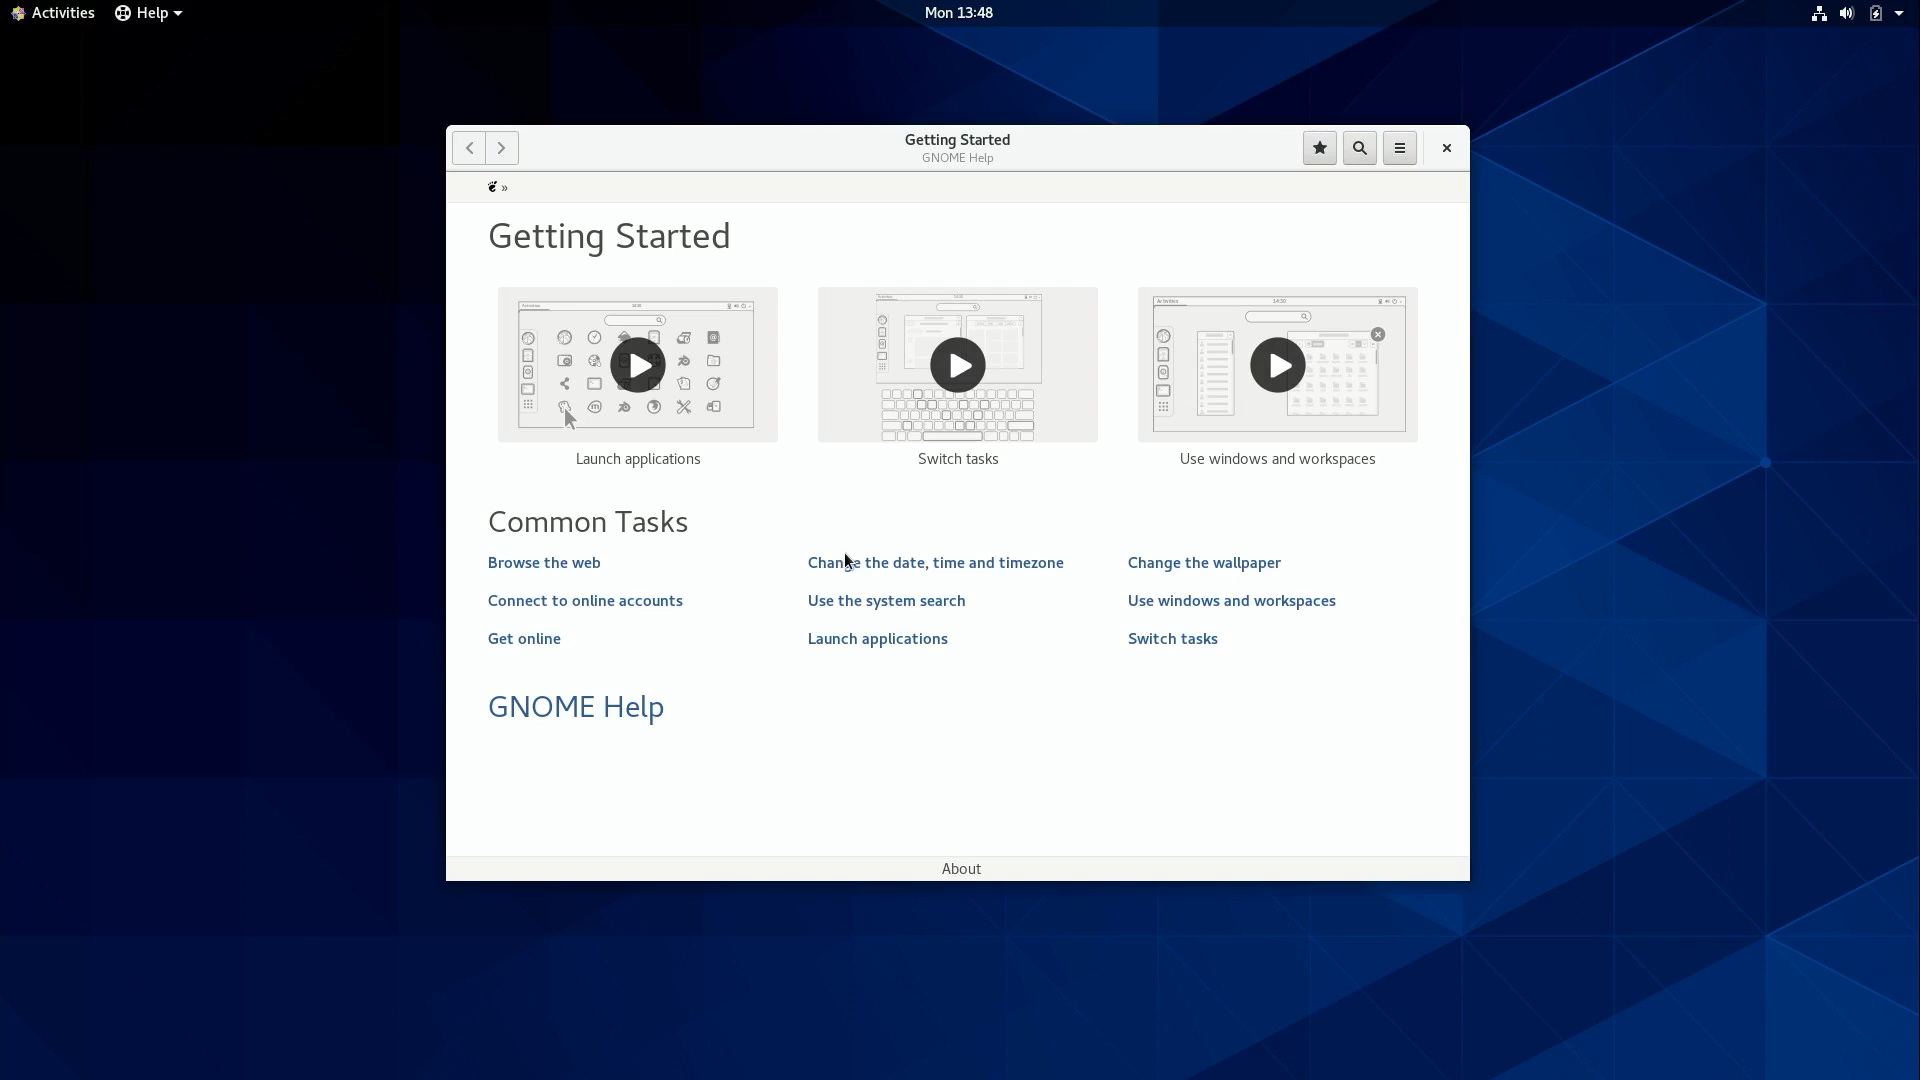 Activities Help Mon 13:48
Getting Started
GNOME Help
»
Getting Started
Launch applications Switch tasks Use windows and workspaces
Common Tasks
Browse the web Change the date, time and timezone Change the wallpaper
Connect to online accounts Use the system search Use windows and workspaces
Get online Launch applications Switch tasks
GNOME Help
About